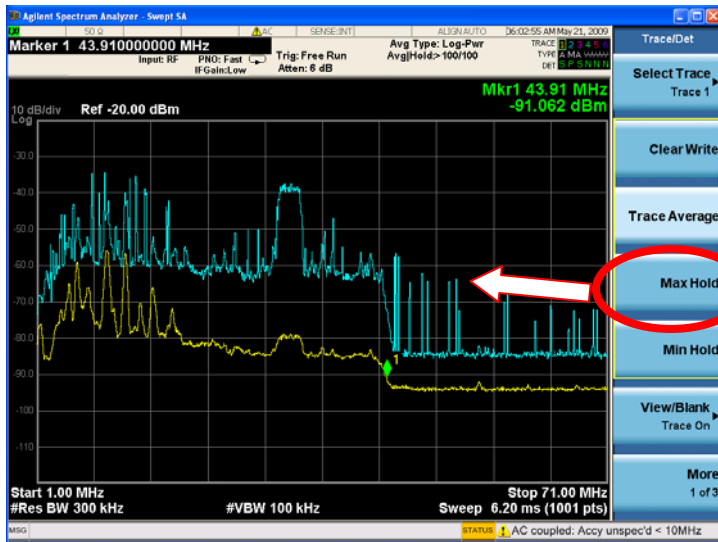 Agilent Spectrum Analyzer - Swept SA
50 Ω AC SENSE:INT ALIGN AUTO 06:02:55 AM May 21, 2009
Marker 1 43.910000000 MHz
Input: RF PNO: Fast IFGain:Low
Trig: Free Run
Atten: 6 dB
Avg Type: Log-Pwr
Avg|Hold:> 100/100
TRACE 1 2 3 4 5 6
TYPE A MA
DET S P S N N N
Mkr1 43.91 MHz
-91.062 dBm
10 dB/div Ref -20.00 dBm
Log
-30.0
-40.0
-50.0
-60.0
-70.0
-80.0
-90.0
-100
-110
1
Start 1.00 MHz
Stop 71.00 MHz
#Res BW 300 kHz #VBW 100 kHz Sweep 6.20 ms (1001 pts)
MSG STATUS AC coupled: Accy unspec'd < 10MHz
Trace/Det
Select Trace
Trace 1
Clear Write
Trace Average
Max Hold
Min Hold
View/Blank
Trace On
More
1 of 3